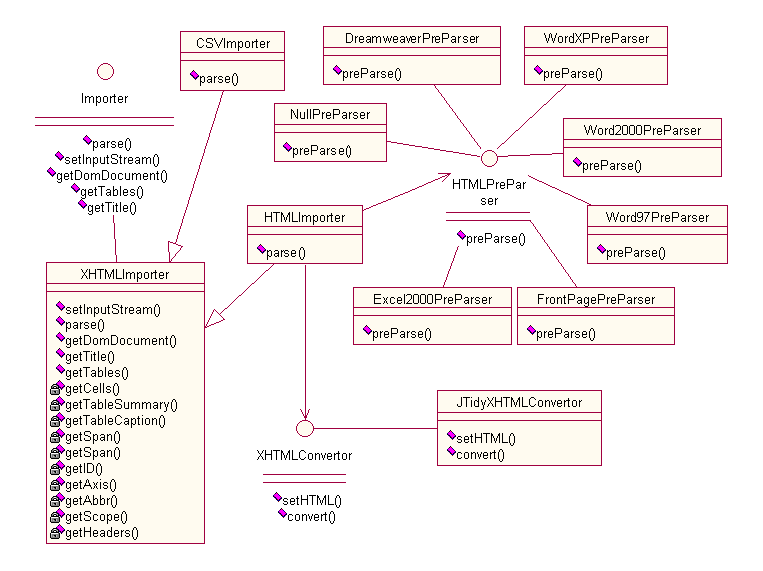 CSVImporter
parse()
DreamweaverPreParser
preParse()
WordXPPreParser
preParse()
Importer
parse()
setInputStream()
getDomDocument()
getTables()
getTitle()
NullPreParser
preParse()
Word2000PreParser
preParse()
HTMLPrePar
ser
preParse()
HTMLImporter
parse()
Word97PreParser
preParse()
XHTMLImporter
setInputStream()
parse()
getDomDocument()
getTitle()
getTables()
getCells()
getTableSummary()
getTableCaption()
getSpan()
getSpan()
getID()
getAxis()
getAbbr()
getScope()
getHeaders()
Excel2000PreParser
preParse()
FrontPagePreParser
preParse()
XHTMLConvertor
setHTML()
convert()
JTidyXHTMLConvertor
setHTML()
convert()